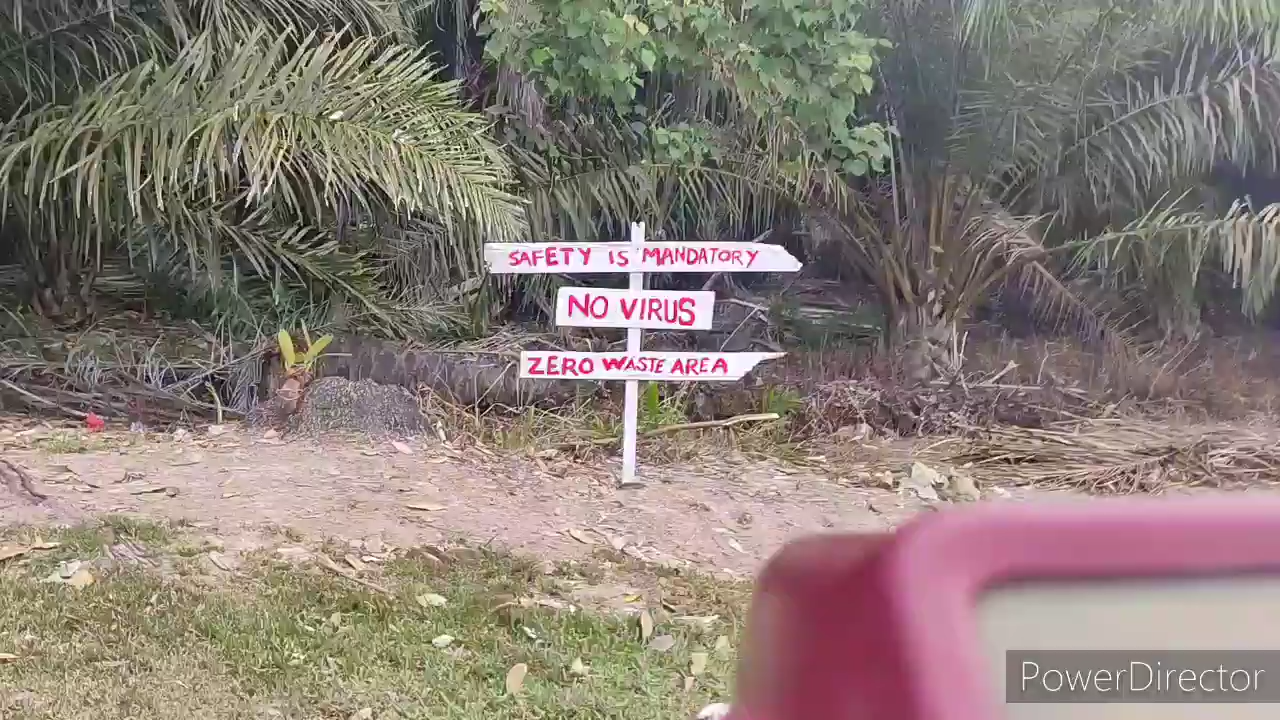 SAFETY IS MANDATORY
NO VIRUS
ZERO WASTE AREA
PowerDirector